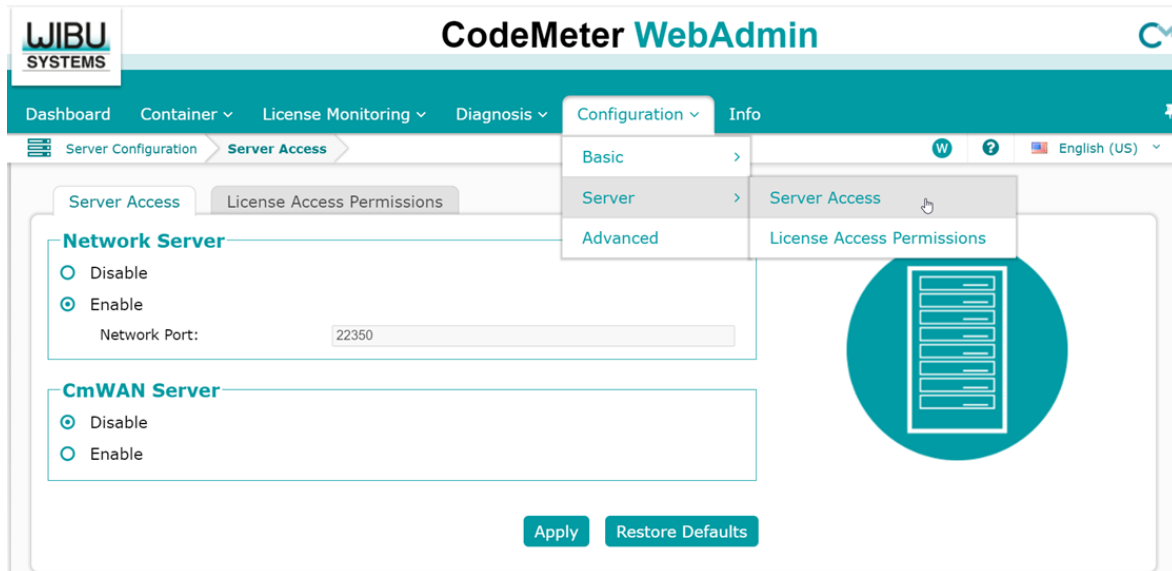 WIBU
SYSTEMS
CodeMeter WebAdmin
Dashboard Container License Monitoring Diagnosis Configuration Info
Server Configuration Server Access W ? English (US)
Basic
Server Access License Access Permissions Server Server Access
Advanced License Access Permissions
Network Server
Disable
Enable
Network Port: 22350
CmWAN Server
Disable
Enable
Apply Restore Defaults